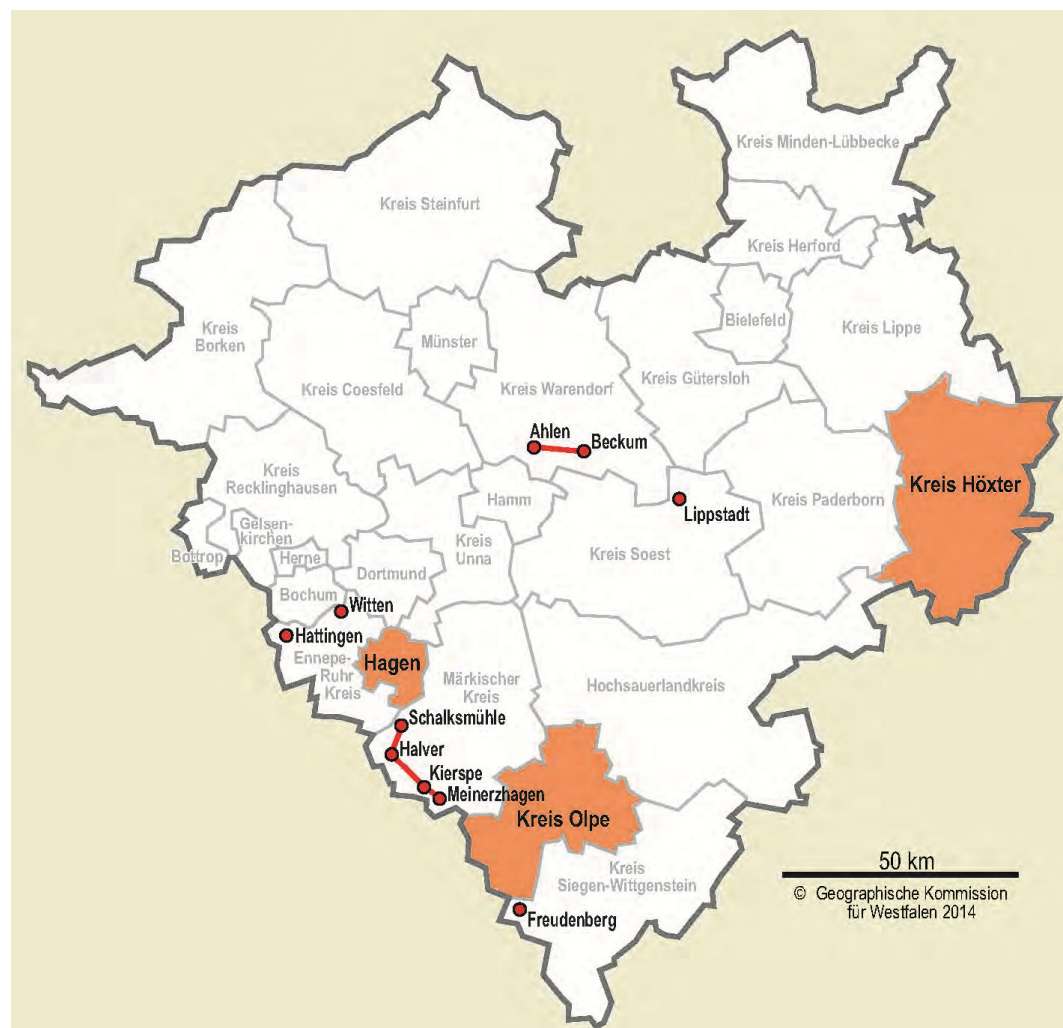 Kreis Minden-Lübbecke
Kreis Steinfurt
Kreis Herford
Kreis
Borken
Münster
Bielefeld
Kreis Lippe
Kreis Coesfeld
Kreis Warendorf
Kreis Gütersloh
Ahlen
Beckum
Kreis
Recklinghausen
Hamm
Lippstadt
Kreis Paderborn
Kreis Höxter
Gelsen-
kirchen
Bottrop
Herne
Kreis
Unna
Kreis Soest
Dortmund
Bochum
Witten
Hattingen
Ennepe-
Ruhr
Kreis
Hagen
Märkischer
Kreis
Hochsauerlandkreis
Schalksmühle
Halver
Kierspe
Meinerzhagen
Kreis Olpe
Kreis
Siegen-Wittgenstein
Freudenberg
50 km
© Geographische Kommission
für Westfalen 2014